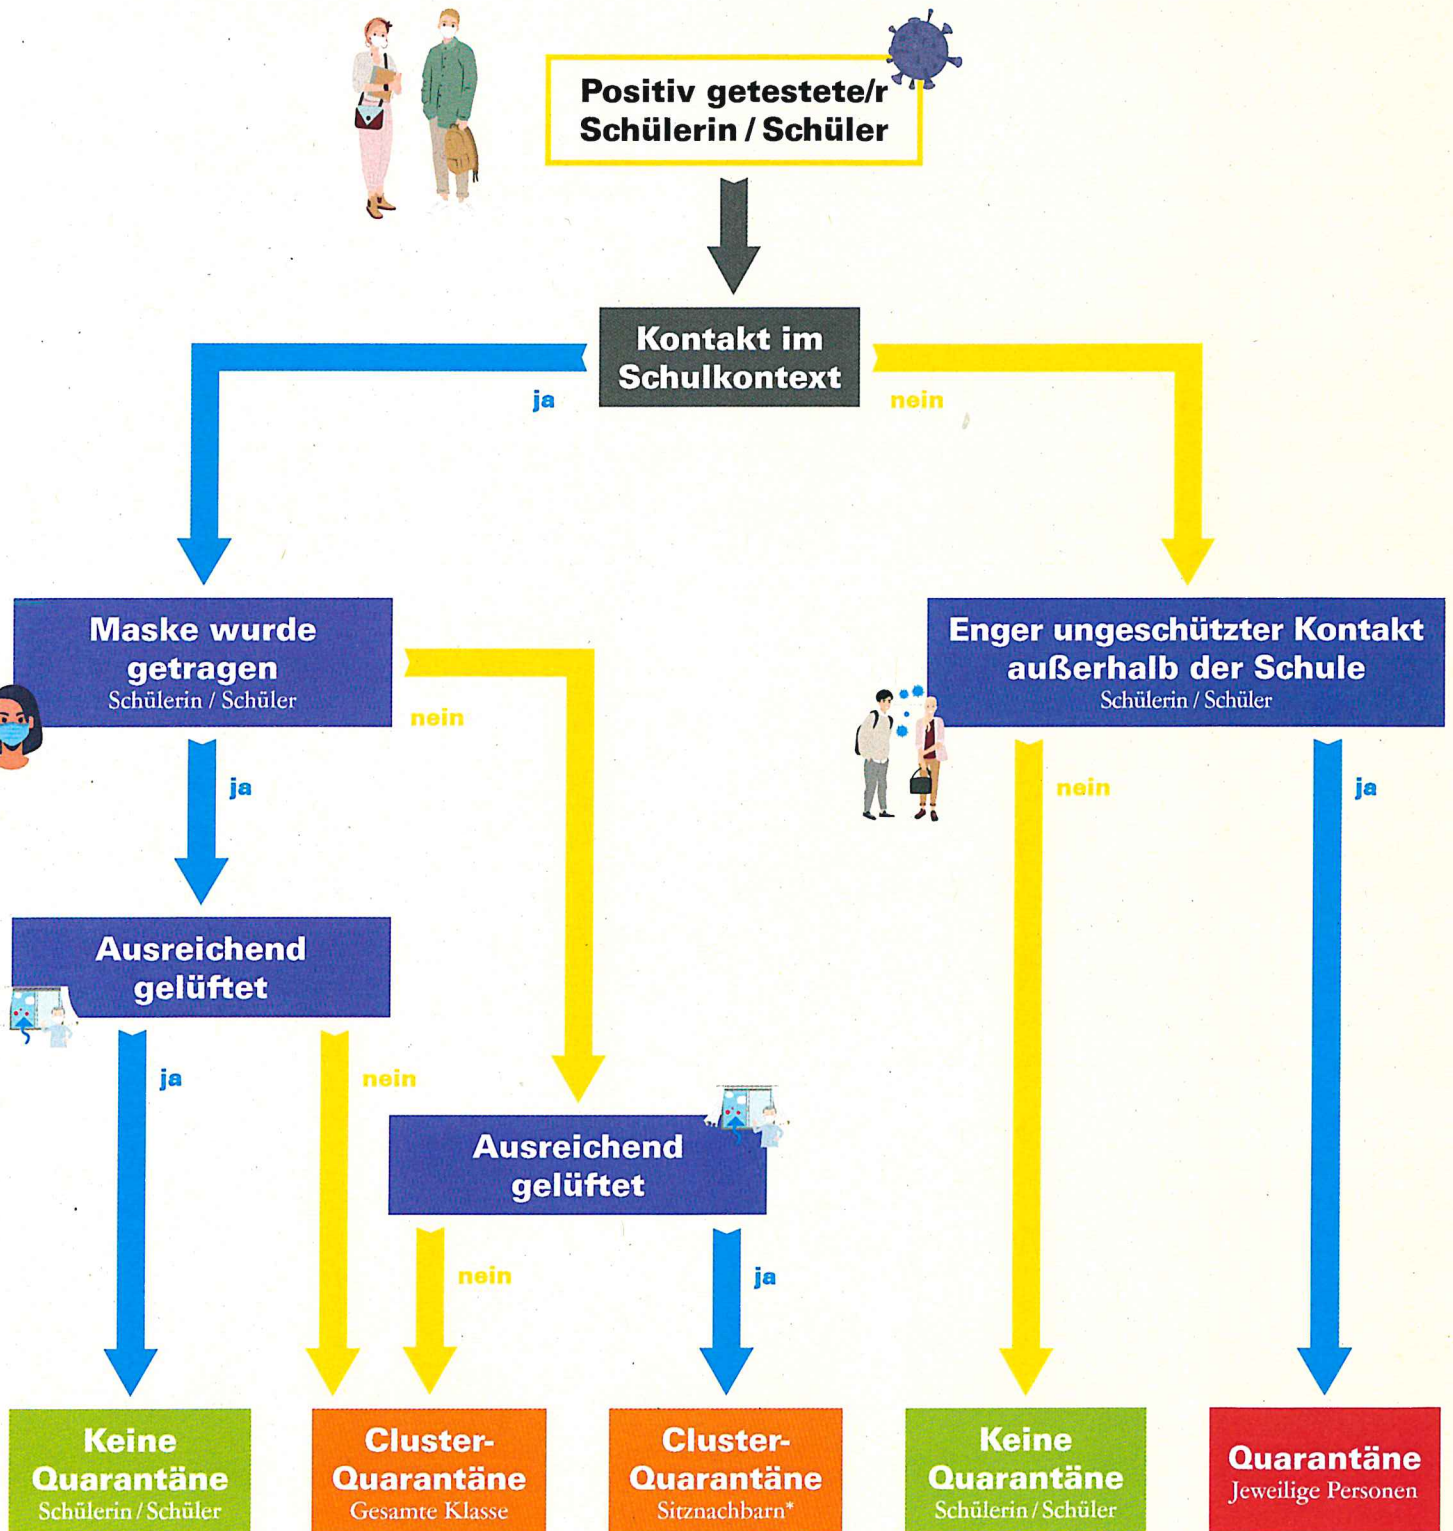 Positiv getestete/r
Schülerin / Schüler
Kontakt im
Schulkontext
ja
nein
Maske wurde
getragen
Schülerin / Schüler
nein
ja
Enger ungeschützter Kontakt
außerhalb der Schule
Schülerin / Schüler
nein
ja
Ausreichend
gelüftet
ja
nein
Ausreichend
gelüftet
nein
ja
Keine
Quarantäne
Schülerin / Schüler
Cluster-
Quarantäne
Gesamte Klasse
Cluster-
Quarantäne
Sitznachbarn*
Keine
Quarantäne
Schülerin / Schüler
Quarantäne
Jeweilige Personen